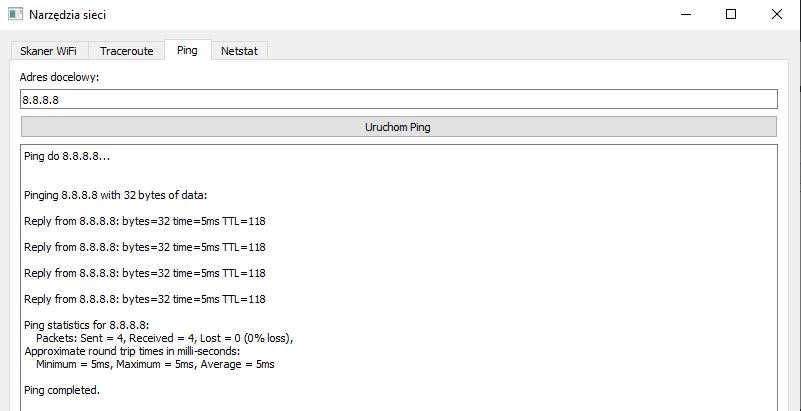 Narzędzia sieci
Skaner WiFi Traceroute Ping Netstat
Adres docelowy:
8.8.8.8
Uruchom Ping
Ping do 8.8.8.8...
Pinging 8.8.8.8 with 32 bytes of data:
Reply from 8.8.8.8: bytes=32 time=5ms TTL=118
Reply from 8.8.8.8: bytes=32 time=5ms TTL=118
Reply from 8.8.8.8: bytes=32 time=5ms TTL=118
Reply from 8.8.8.8: bytes=32 time=5ms TTL=118
Ping statistics for 8.8.8.8:
Packets: Sent = 4, Received = 4, Lost = 0 (0% loss),
Approximate round trip times in milli-seconds:
Minimum = 5ms, Maximum = 5ms, Average = 5ms
Ping completed.